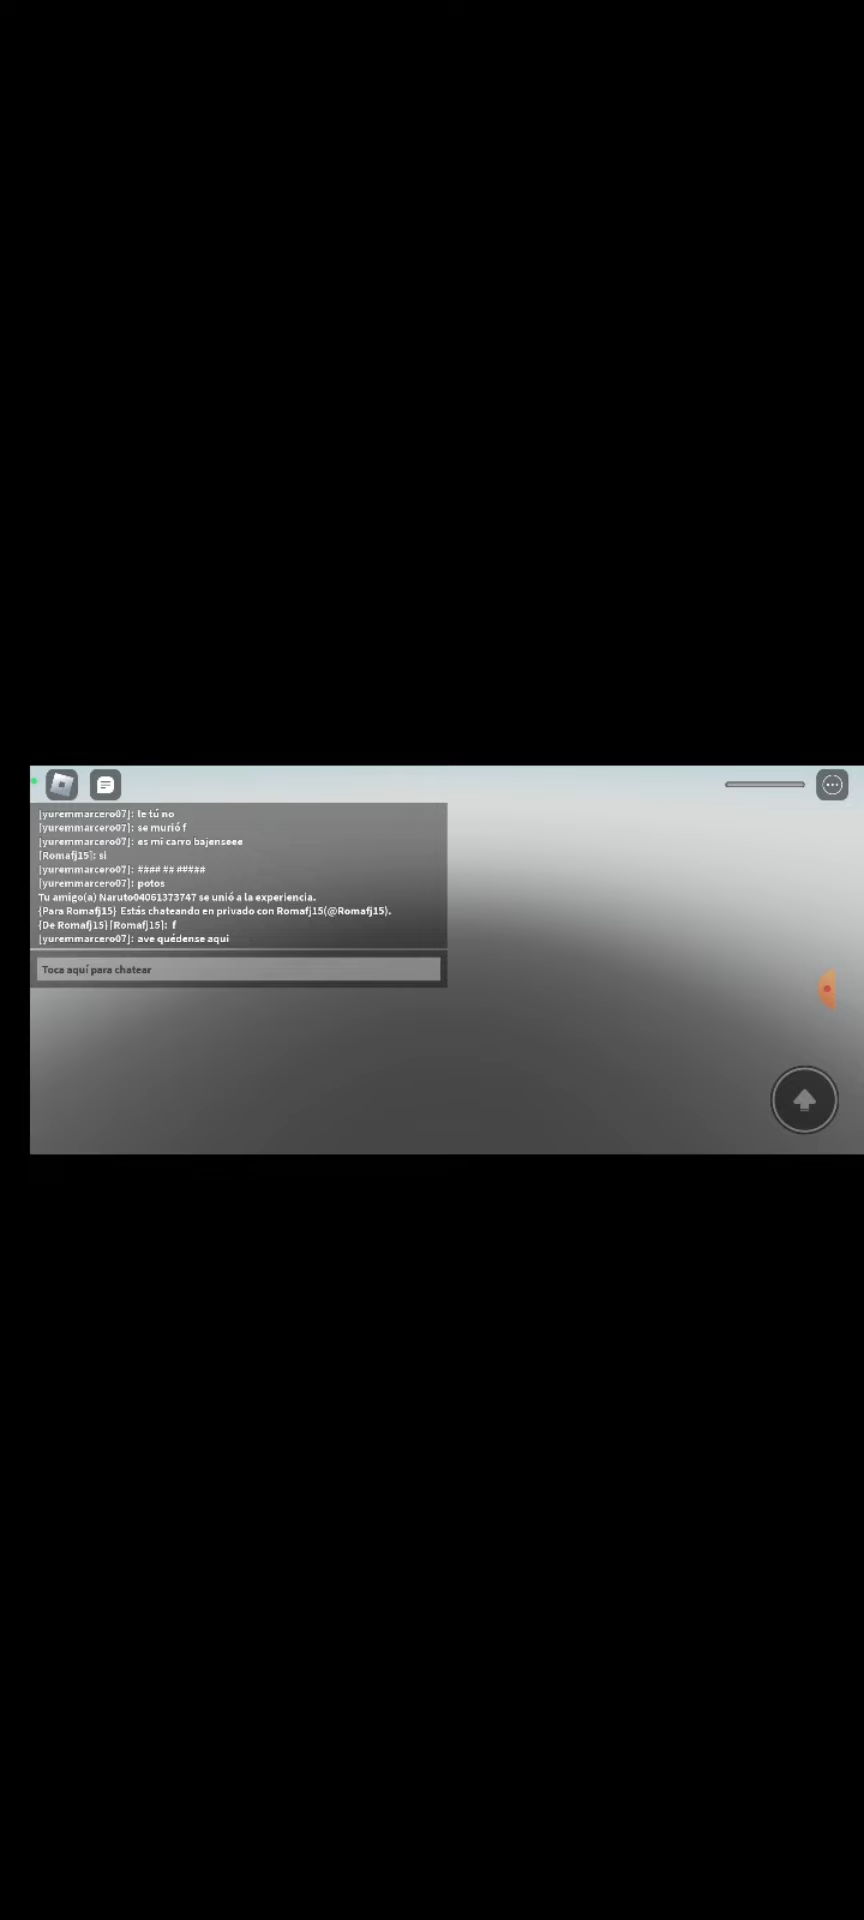 [yuremmarcero07]: le tú no
[yuremmarcero07]: se murió f
[yuremmarcero07]: es mi carro bajenseee
[Romafj15]: si
[yuremmarcero07]: #### ## #####
[yuremmarcero07]: potos
Tu amigo(a) Naruto04061373747 se unió a la experiencia.
{Para Romafj15} Estás chateando en privado con Romafj15(@Romafj15).
{De Romafj15}[Romafj15]: f
[yuremmarcero07]: ave quédense aqui
Toca aquí para chatear